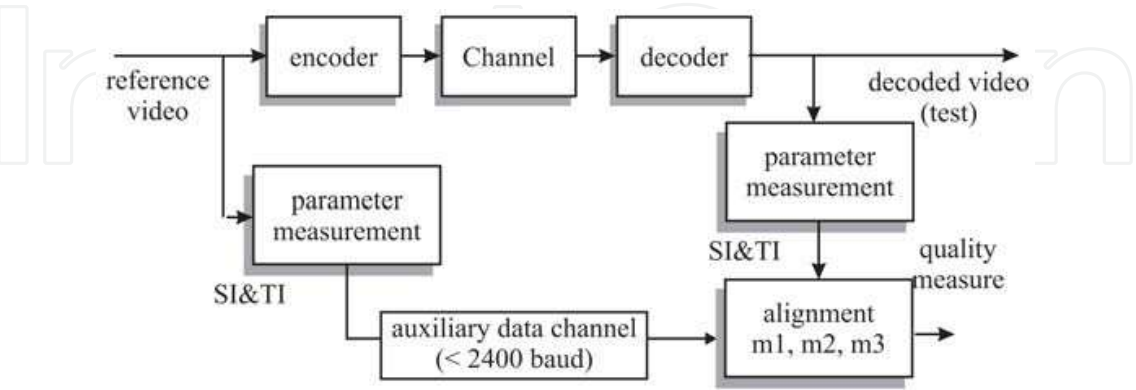 encoder
Channel
decoder
reference
video
decoded video
(test)
parameter
measurement
parameter
measurement
SI&TI
SI&TI
quality
measure
auxiliary data channel
(< 2400 baud)
alignment
m1, m2, m3